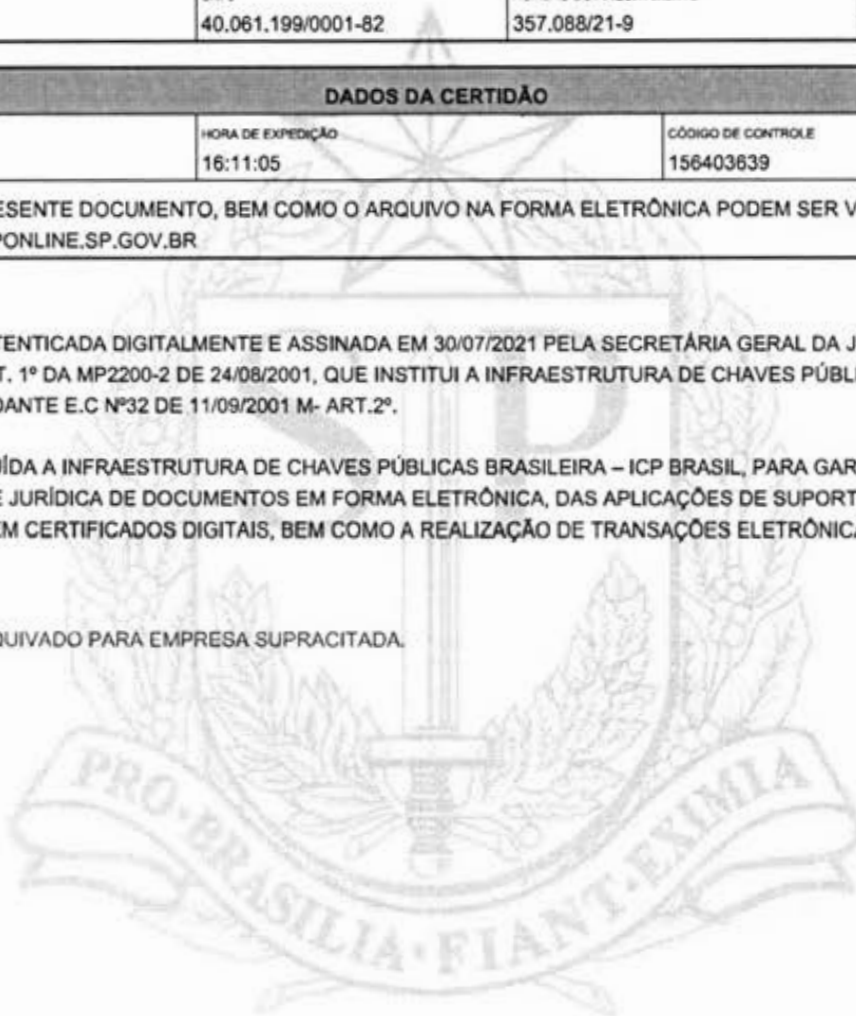 40.061.199/0001-82 357.088/21-9
DADOS DA CERTIDÃO
HORA DE EXPEDIÇÃO CÓDIGO DE CONTROLE
16:11:05 156403639
ESENTE DOCUMENTO, BEM COMO O ARQUIVO NA FORMA ELETRÔNICA PODEM SER V
PONLINE.SP.GOV.BR
TENTICADA DIGITALMENTE E ASSINADA EM 30/07/2021 PELA SECRETÁRIA GERAL DA J
T. 1º DA MP2200-2 DE 24/08/2001, QUE INSTITUI A INFRAESTRUTURA DE CHAVES PÚBLI
DANTE E.C Nº32 DE 11/09/2001 M- ART.2º.
UÍDA A INFRAESTRUTURA DE CHAVES PÚBLICAS BRASILEIRA – ICP BRASIL, PARA GAR
E JURÍDICA DE DOCUMENTOS EM FORMA ELETRÔNICA, DAS APLICAÇÕES DE SUPORT
EM CERTIFICADOS DIGITAIS, BEM COMO A REALIZAÇÃO DE TRANSAÇÕES ELETRÔNICA
QUIVADO PARA EMPRESA SUPRACITADA.
SP
PRO·BRASILIA·FIANT·EXIMIA